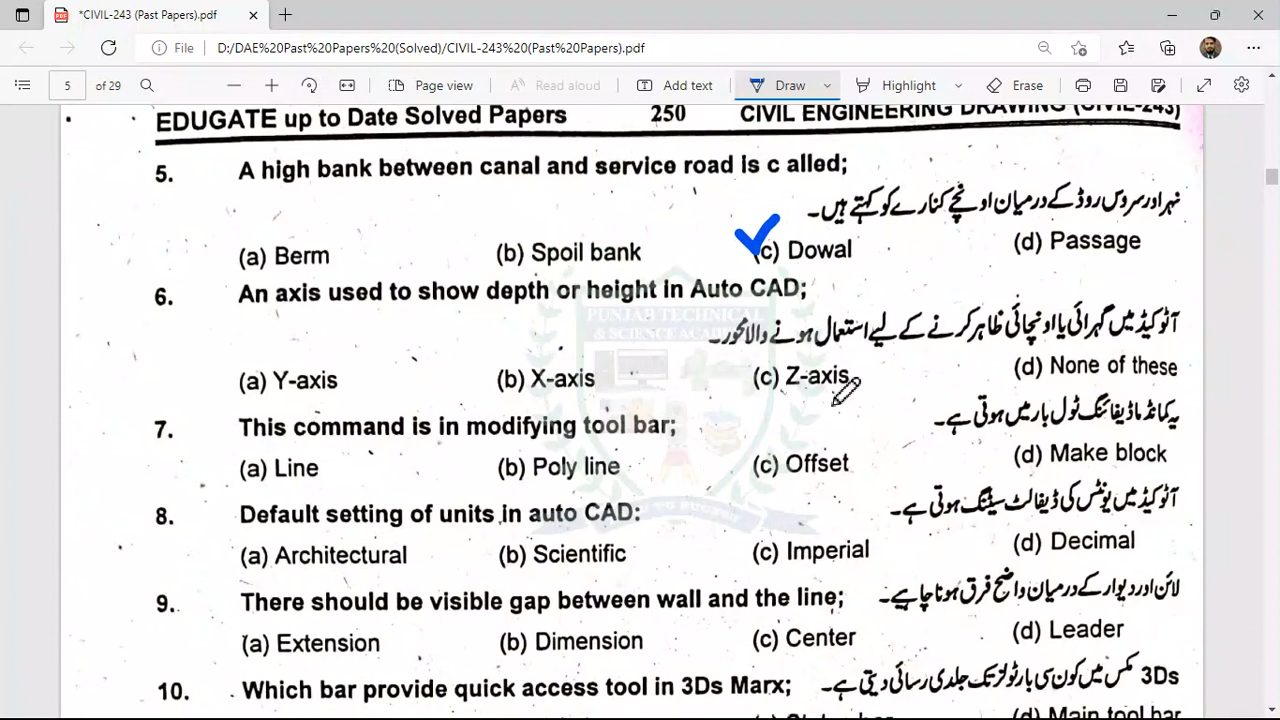 *CIVIL-243 (Past Papers).pdf
File D:/DAE%20Past%20Papers%20(Solved)/CIVIL-243%20(Past%20Papers).pdf
5 of 29 Page view Read aloud Add text Draw Highlight Erase
EDUGATE up to Date Solved Papers 250 CIVIL ENGINEERING DRAWING (CIVIL-243)
5. A high bank between canal and service road is c alled;
نہر اور سروس روڈ کے درمیان اونچے کنارے کو کہتے ہیں۔
(a) Berm (b) Spoil bank (c) Dowal (d) Passage
6. An axis used to show depth or height in Auto CAD;
آٹو کیڈ میں گہرائی یا اونچائی ظاہر کرنے کے لیے استعمال ہونے والا محور۔
(a) Y-axis (b) X-axis (c) Z-axis (d) None of these
7. This command is in modifying tool bar; یہ کمانڈ ماڈیفائنگ ٹول بار میں ہوتی ہے۔
(a) Line (b) Poly line (c) Offset (d) Make block
8. Default setting of units in auto CAD: آٹو کیڈ میں یونٹس کی ڈیفالٹ سیٹنگ ہوتی ہے۔
(a) Architectural (b) Scientific (c) Imperial (d) Decimal
9. There should be visible gap between wall and the line; لائن اور دیوار کے درمیان واضح فرق ہونا چاہیے۔
(a) Extension (b) Dimension (c) Center (d) Leader
10. Which bar provide quick access tool in 3Ds Marx; 3Ds مکس میں کون سی بار ٹولز تک جلدی رسائی دیتی ہے۔
(d) Main tool bar
PUNJAB TECHNICAL
& SCIENCE ACADEMY